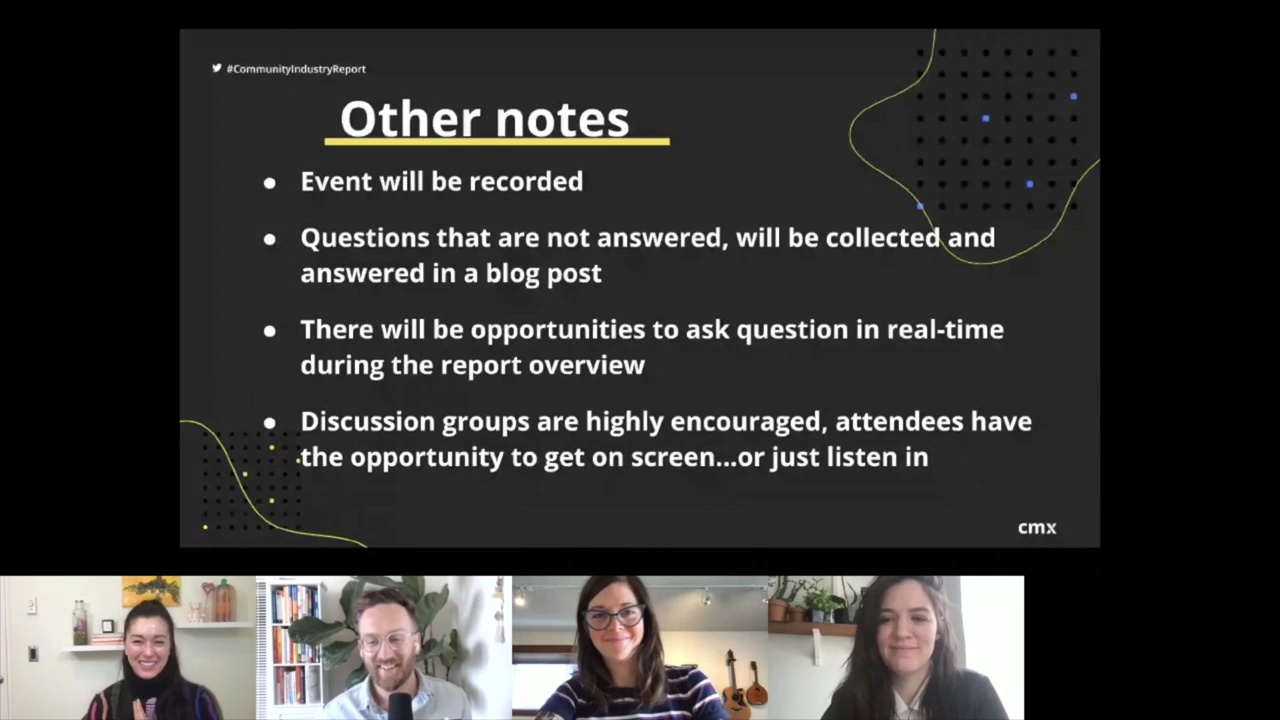 #CommunityIndustryReport
Other notes
● Event will be recorded
● Questions that are not answered, will be collected and
answered in a blog post
● There will be opportunities to ask question in real-time
during the report overview
● Discussion groups are highly encouraged, attendees have
the opportunity to get on screen...or just listen in
cmx